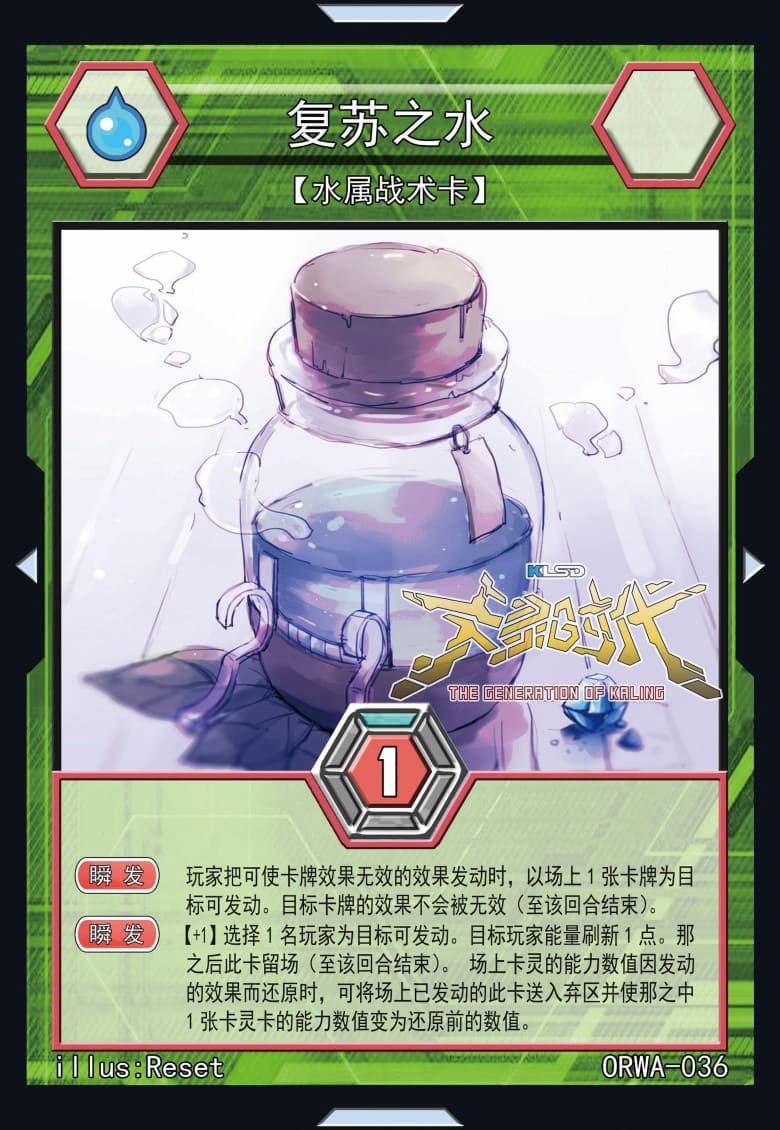 复苏之水
【水属战术卡】
KLSD
卡灵时代
THE GENERATION OF KALING
1
瞬发 玩家把可使卡牌效果无效的效果发动时，以场上1张卡牌为目
标可发动。目标卡牌的效果不会被无效（至该回合结束）。
瞬发 【+1】选择1名玩家为目标可发动。目标玩家能量刷新1点。那
之后此卡留场（至该回合结束）。 场上卡灵的能力数值因发动
的效果而还原时，可将场上已发动的此卡送入弃区并使那之中
1张卡灵卡的能力数值变为还原前的数值。
illus:Reset
ORWA-036